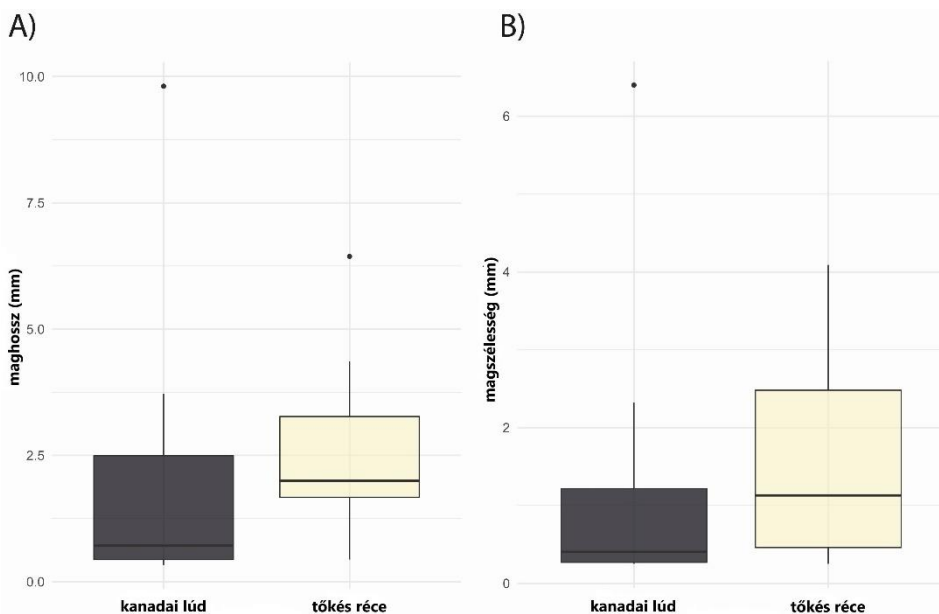 A)
B)
maghossz (mm)
10.0
7.5
5.0
2.5
0.0
kanadai lúd
tőkés réce
magszélesség (mm)
6
4
2
0
kanadai lúd
tőkés réce